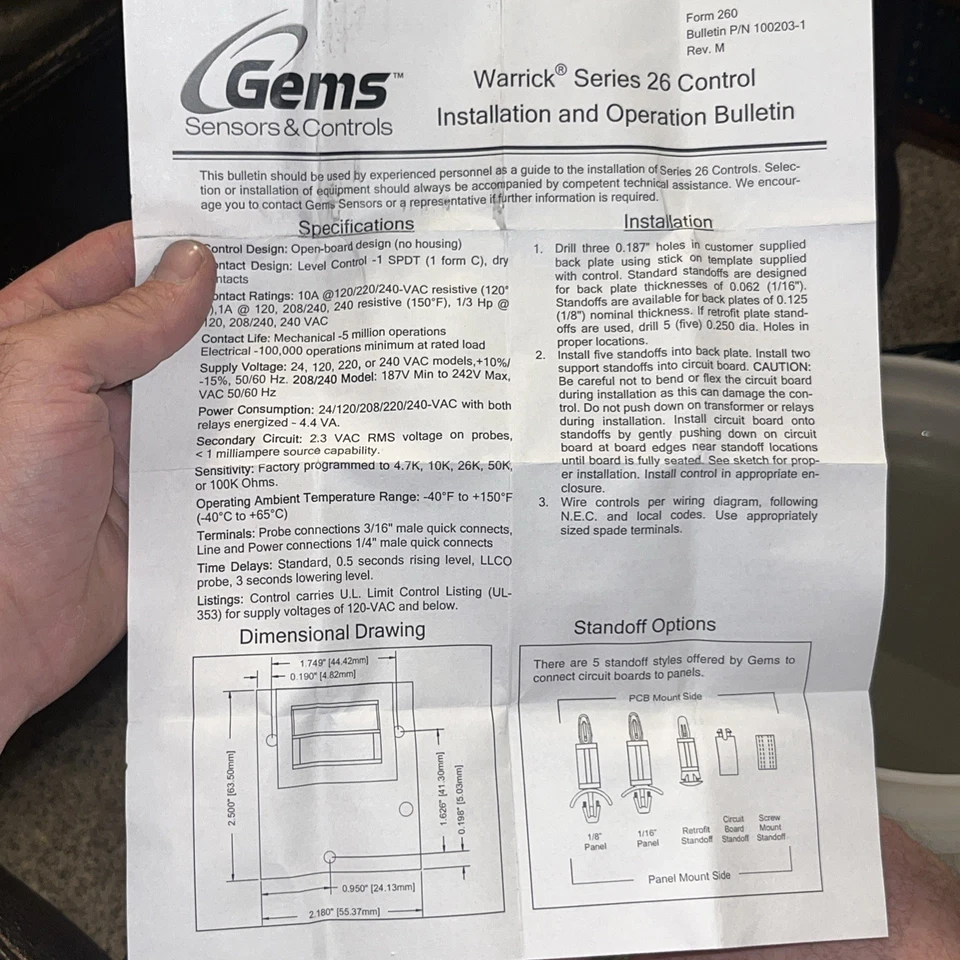 Form 260
Bulletin P/N 100203-1
Rev. M
Gems™
Sensors & Controls
Warrick® Series 26 Control
Installation and Operation Bulletin
This bulletin should be used by experienced personnel as a guide to the installation of Series 26 Controls. Selec-
tion or installation of equipment should always be accompanied by competent technical assistance. We encour-
age you to contact Gems Sensors or a representative if further information is required.
Specifications
ontrol Design: Open-board design (no housing)
ntact Design: Level Control -1 SPDT (1 form C), dry
ntacts
ontact Ratings: 10A @120/220/240-VAC resistive (120°
),1A @ 120, 208/240, 240 resistive (150°F), 1/3 Hp @
120, 208/240, 240 VAC
Contact Life: Mechanical -5 million operations
Electrical -100,000 operations minimum at rated load
Supply Voltage: 24, 120, 220, or 240 VAC models,+10%/
-15%, 50/60 Hz. 208/240 Model: 187V Min to 242V Max,
VAC 50/60 Hz
Power Consumption: 24/120/208/220/240-VAC with both
relays energized - 4.4 VA.
Secondary Circuit: 2.3 VAC RMS voltage on probes,
< 1 milliampere source capability.
Sensitivity: Factory programmed to 4.7K, 10K, 26K, 50K,
or 100K Ohms.
Operating Ambient Temperature Range: -40°F to +150°F
(-40°C to +65°C)
Terminals: Probe connections 3/16" male quick connects,
Line and Power connections 1/4" male quick connects
Time Delays: Standard, 0.5 seconds rising level, LLCO
probe, 3 seconds lowering level.
Listings: Control carries U.L. Limit Control Listing (UL-
353) for supply voltages of 120-VAC and below.
Installation
1. Drill three 0.187" holes in customer supplied
back plate using stick on template supplied
with control. Standard standoffs are designed
for back plate thicknesses of 0.062 (1/16").
Standoffs are available for back plates of 0.125
(1/8") nominal thickness. If retrofit plate stand-
offs are used, drill 5 (five) 0.250 dia. Holes in
proper locations.
2. Install five standoffs into back plate. Install two
support standoffs into circuit board. CAUTION:
Be careful not to bend or flex the circuit board
during installation as this can damage the con-
trol. Do not push down on transformer or relays
during installation. Install circuit board onto
standoffs by gently pushing down on circuit
board at board edges near standoff locations
until board is fully seated. See sketch for prop-
er installation. Install control in appropriate en-
closure.
3. Wire controls per wiring diagram, following
N.E.C. and local codes. Use appropriately
sized spade terminals.
Dimensional Drawing
1.749" [44.42mm]
0.190" [4.82mm]
2.500" [63.50mm]
1.626" [41.30mm]
0.198" [5.03mm]
0.950" [24.13mm]
2.180" [55.37mm]
Standoff Options
There are 5 standoff styles offered by Gems to
connect circuit boards to panels.
PCB Mount Side
1/8"
Panel
1/16"
Panel
Retrofit
Standoff
Circuit
Board
Standoff
Screw
Mount
Standoff
Panel Mount Side